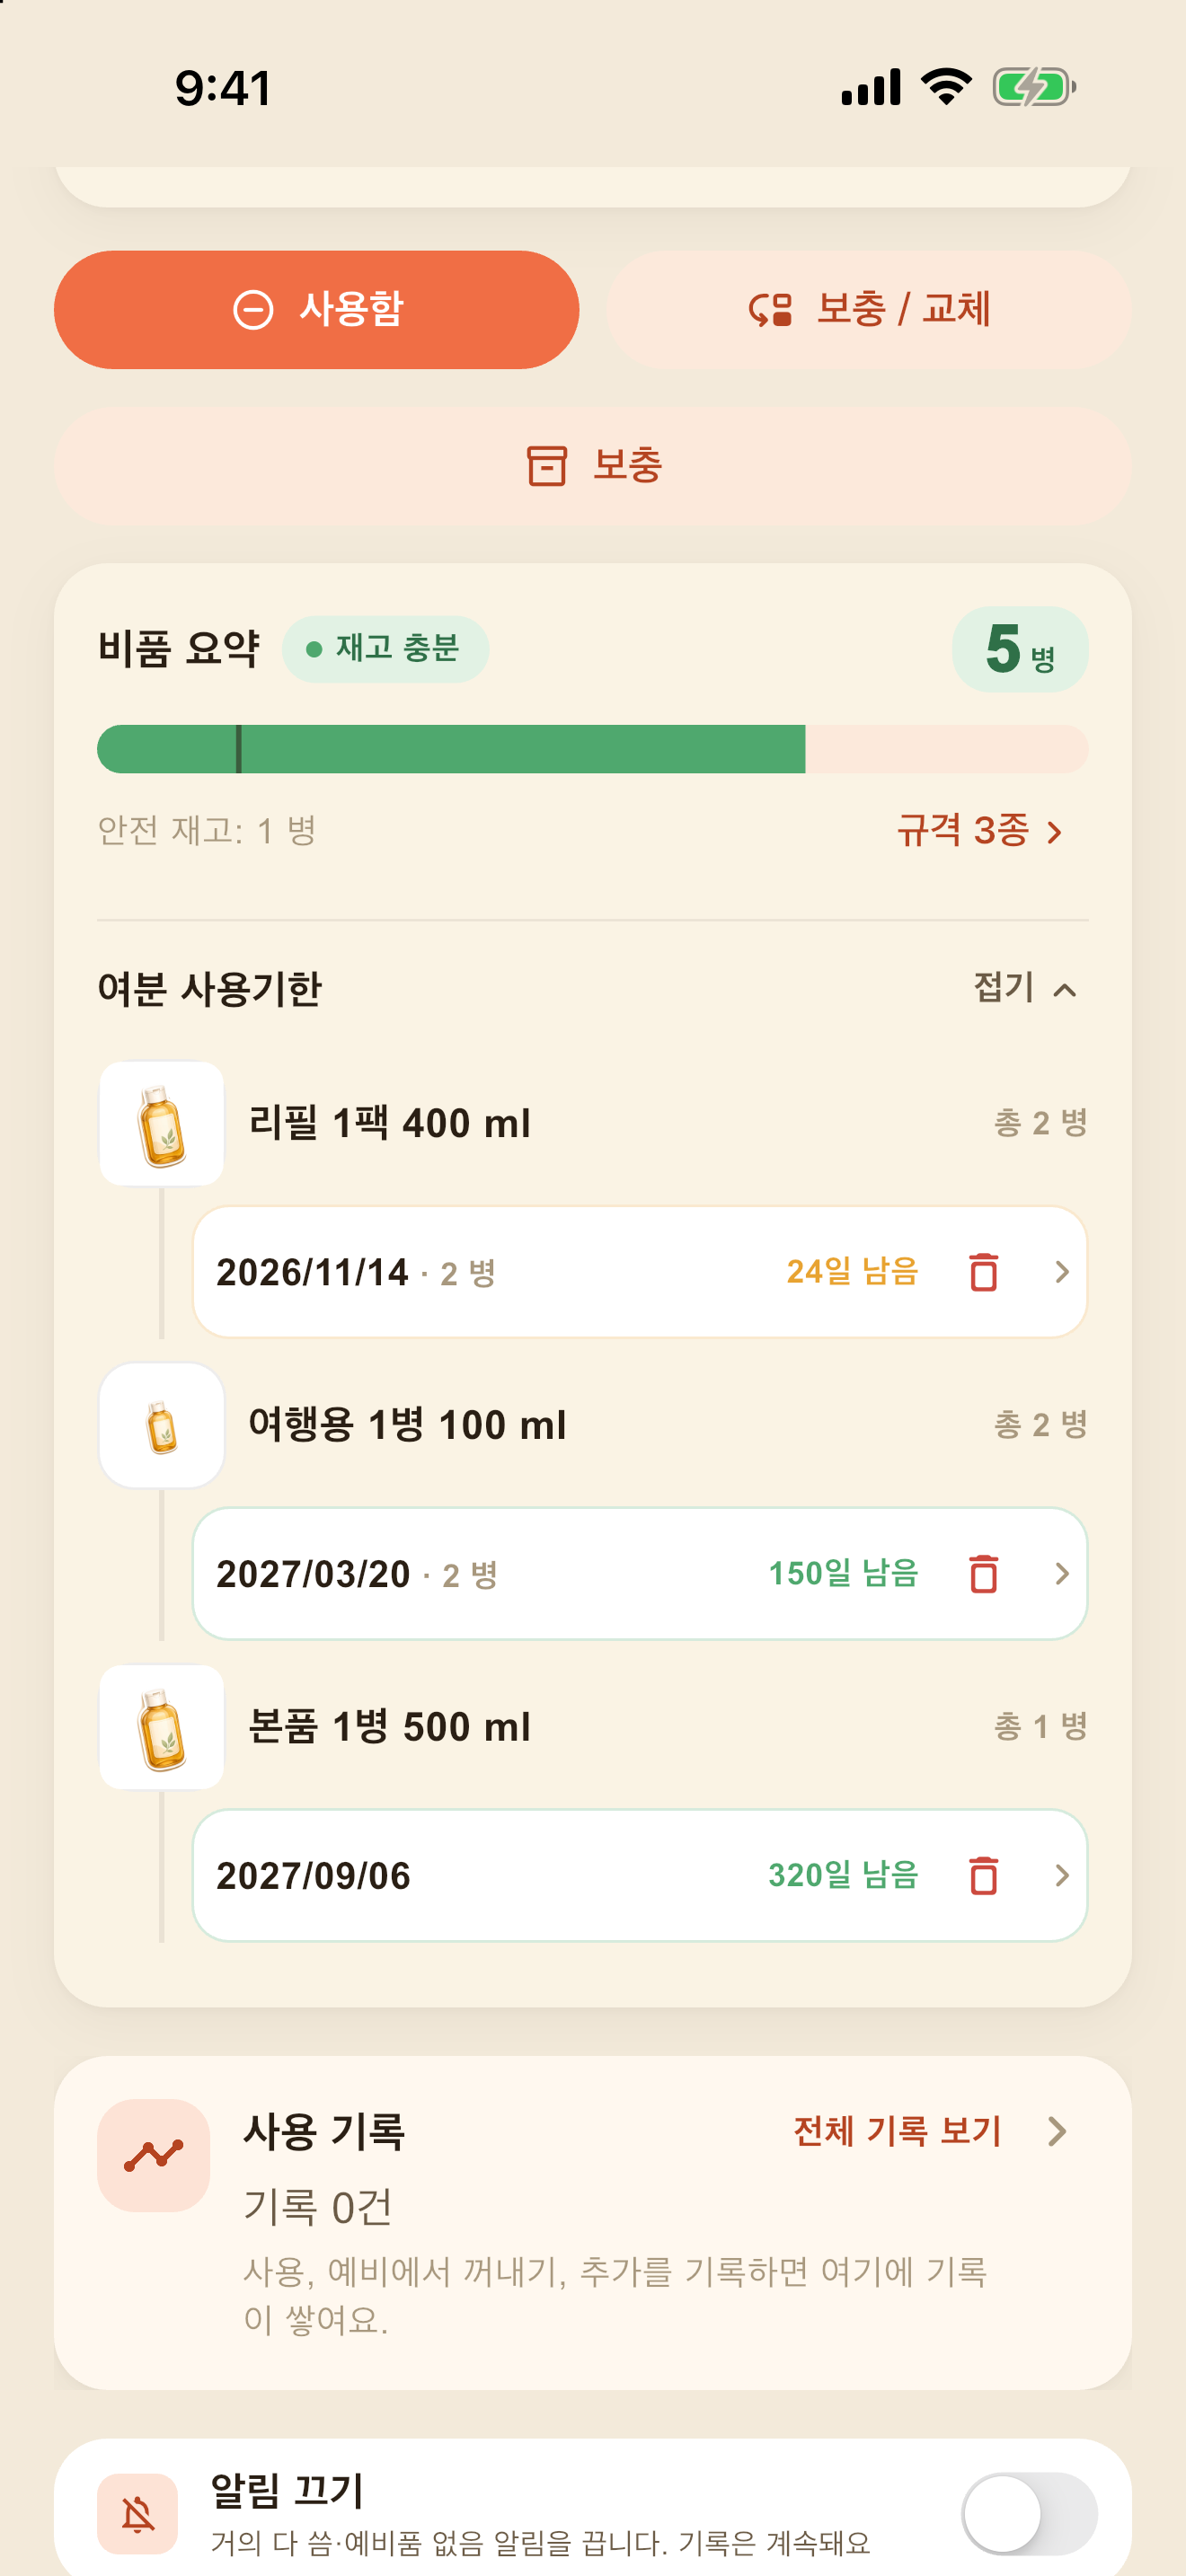 9:41
사용함
보충 / 교체
보충
비품 요약
재고 충분
5 병
안전 재고: 1 병
규격 3종
여분 사용기한
접기
리필 1팩 400 ml
총 2 병
2026/11/14 · 2 병
24일 남음
여행용 1병 100 ml
총 2 병
2027/03/20 · 2 병
150일 남음
본품 1병 500 ml
총 1 병
2027/09/06
320일 남음
사용 기록
전체 기록 보기
기록 0건
사용, 예비에서 꺼내기, 추가를 기록하면 여기에 기록
이 쌓여요.
알림 끄기
거의 다 씀·예비품 없음 알림을 끕니다. 기록은 계속돼요